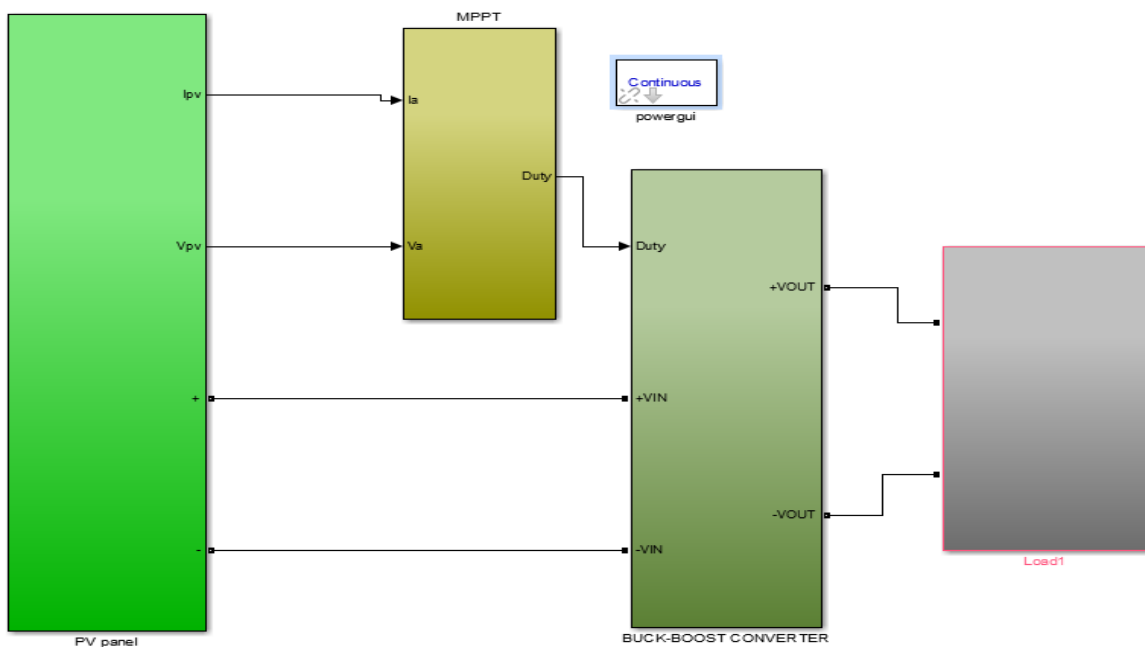 MPPT
Ipv
Ia
Continuous
powergui
Duty
Vpv
Va
Duty
+VOUT
+
+VIN
-VOUT
-
-VIN
Load1
PV panel
BUCK-BOOST CONVERTER